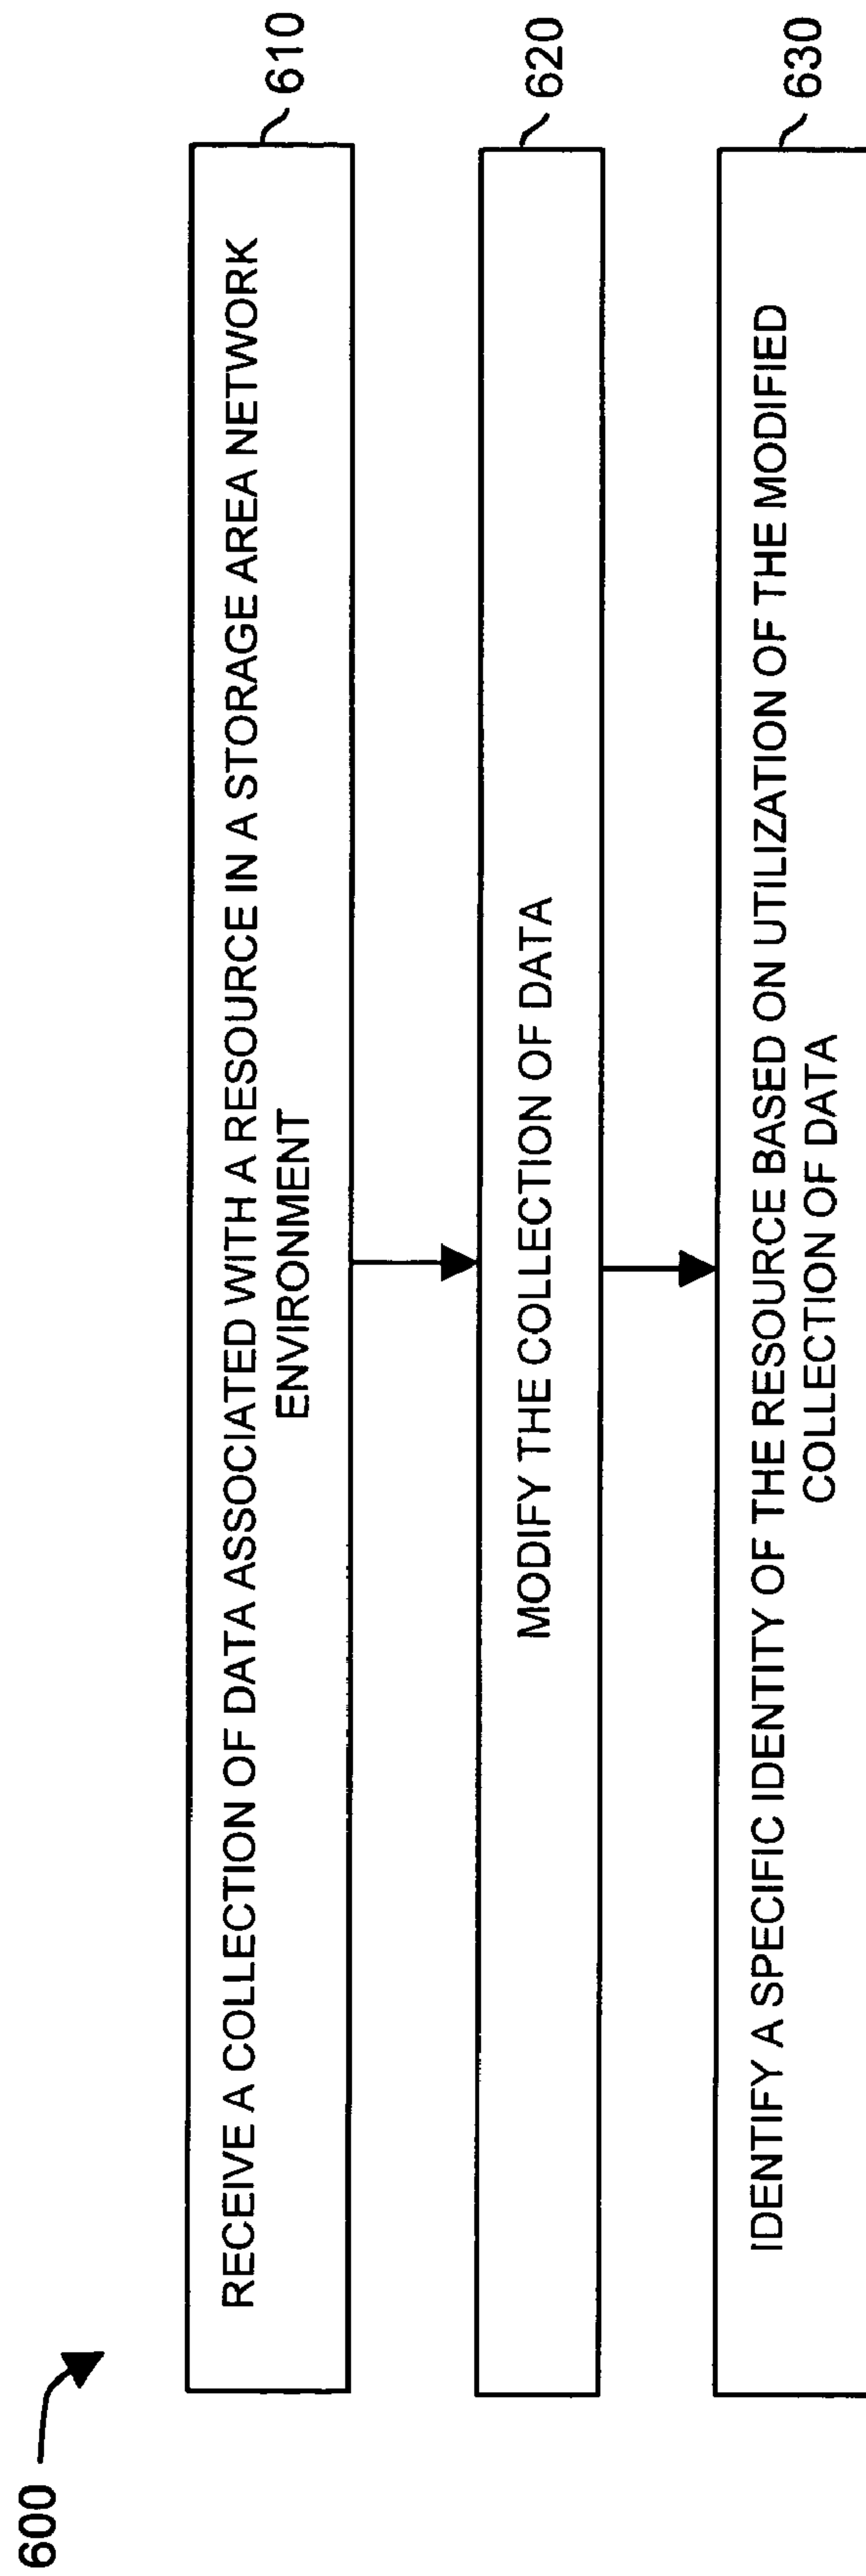 600
RECEIVE A COLLECTION OF DATA ASSOCIATED WITH A RESOURCE IN A STORAGE AREA NETWORK
ENVIRONMENT
610
MODIFY THE COLLECTION OF DATA
620
IDENTIFY A SPECIFIC IDENTITY OF THE RESOURCE BASED ON UTILIZATION OF THE MODIFIED
COLLECTION OF DATA
630